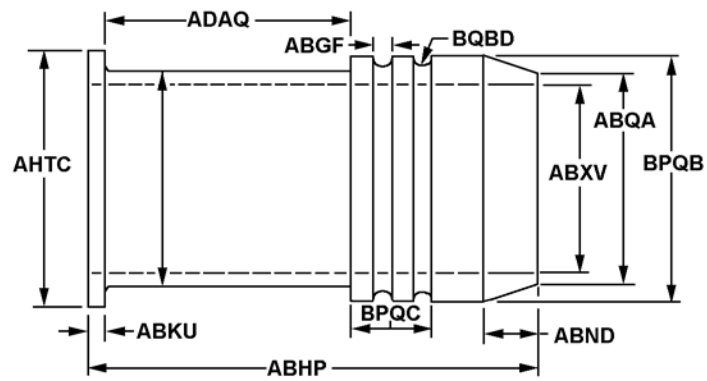 ADAQ
ABGF
BQBD
AHTC
ABXV
ABQA
BPQB
ABKU
BPQC
ABND
ABHP